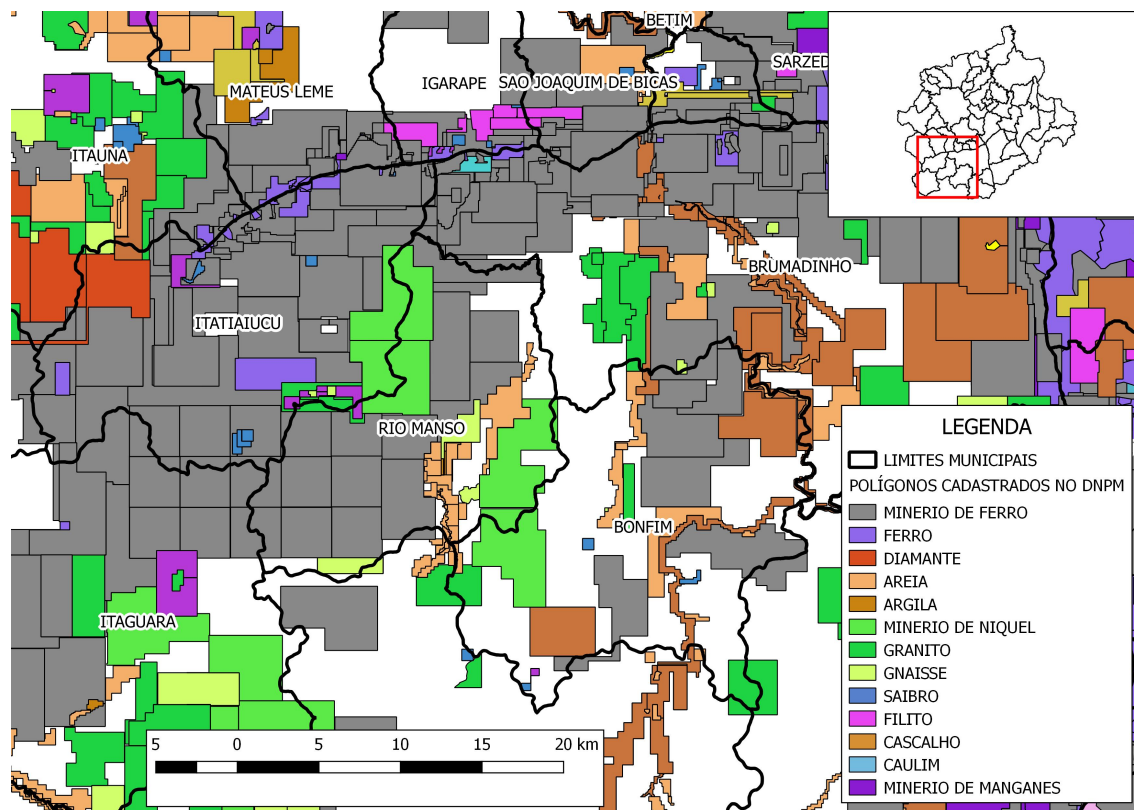 BETIM
SARZED
IGARAPE
SAO JOAQUIM DE BICAS
MATEUS LEME
ITAUNA
BRUMADINHO
ITATIAIUCU
RIO MANSO
BONFIM
ITAGUARA
LEGENDA
LIMITES MUNICIPAIS
POLÍGONOS CADASTRADOS NO DNPM
MINERIO DE FERRO
FERRO
DIAMANTE
AREIA
ARGILA
MINERIO DE NIQUEL
GRANITO
GNAISSE
SAIBRO
FILITO
CASCALHO
CAULIM
MINERIO DE MANGANES
5 0 5 10 15 20 km